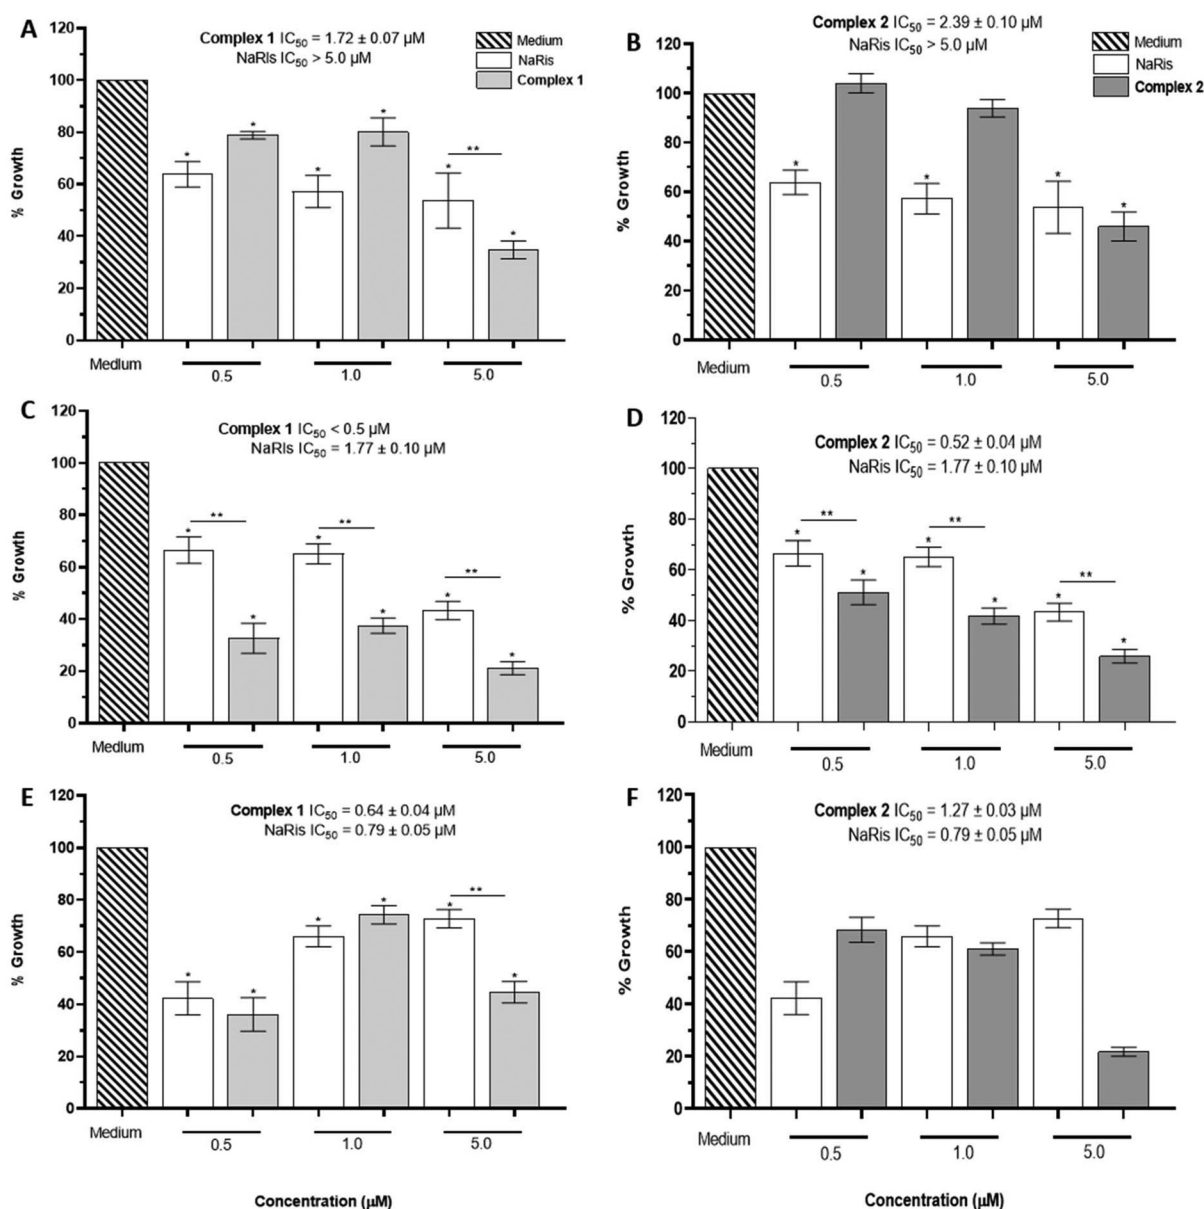 A
Complex 1 IC50 = 1.72 ± 0.07 µM
NaRis IC50 > 5.0 µM
Medium
NaRis
Complex 1
% Growth
120
100
80
60
40
20
0
*
*
*
*
*
**
*
Medium
0.5
1.0
5.0
B
Complex 2 IC50 = 2.39 ± 0.10 µM
NaRis IC50 > 5.0 µM
Medium
NaRis
Complex 2
% Growth
120
100
80
60
40
20
0
*
*
*
*
Medium
0.5
1.0
5.0
C
Complex 1 IC50 < 0.5 µM
NaRis IC50 = 1.77 ± 0.10 µM
% Growth
120
100
80
60
40
20
0
*
**
*
*
**
*
*
**
*
Medium
0.5
1.0
5.0
D
Complex 2 IC50 = 0.52 ± 0.04 µM
NaRis IC50 = 1.77 ± 0.10 µM
% Growth
120
100
80
60
40
20
0
*
**
*
*
**
*
*
**
*
Medium
0.5
1.0
5.0
E
Complex 1 IC50 = 0.64 ± 0.04 µM
NaRis IC50 = 0.79 ± 0.05 µM
% Growth
120
100
80
60
40
20
0
*
*
*
*
*
**
*
Medium
0.5
1.0
5.0
Concentration (µM)
F
Complex 2 IC50 = 1.27 ± 0.03 µM
NaRis IC50 = 0.79 ± 0.05 µM
% Growth
120
100
80
60
40
20
0
Medium
0.5
1.0
5.0
Concentration (µM)